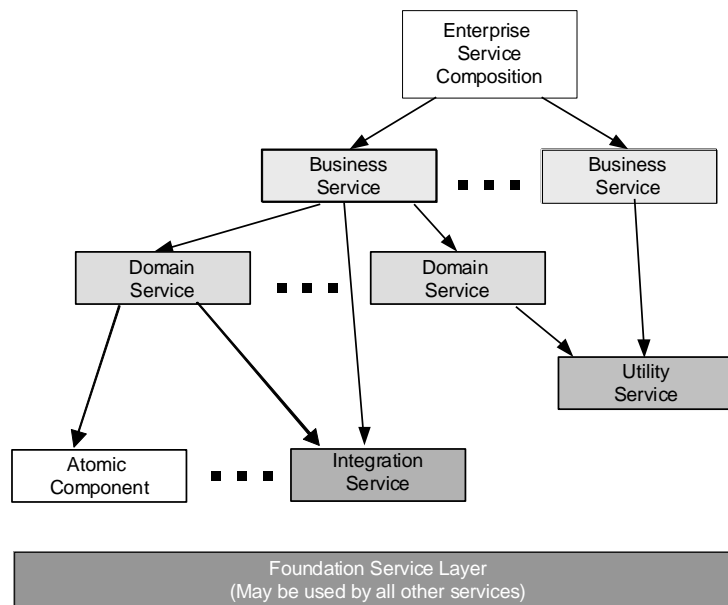 Enterprise
Service
Composition
Business
Service
Business
Service
Domain
Service
Domain
Service
Utility
Service
Atomic
Component
Integration
Service
Foundation Service Layer
(May be used by all other services)